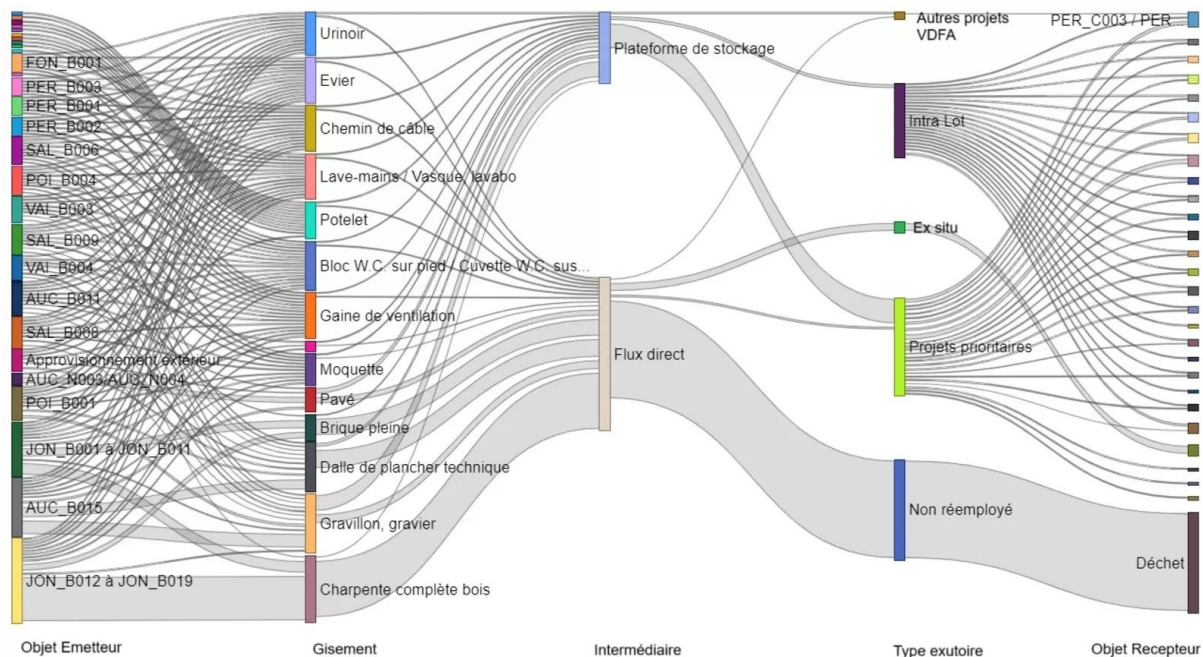 FON_B001
PER_B003
PER_B001
PER_B002
SAL_B006
POI_B004
VAI_B003
SAL_B009
VAI_B004
AUC_B011
SAL_B008
Approvisionnement extérieur
AUC_N003/AUC_N004
POI_B001
JON_B001 à JON_B011
AUC_B015
JON_B012 à JON_B019
Objet Emetteur
Urinoir
Evier
Chemin de câble
Lave-mains / Vasque, lavabo
Potelet
Bloc W.C. sur pied / Cuvette W.C. sus...
Gaine de ventilation
Moquette
Pavé
Brique pleine
Dalle de plancher technique
Gravillon, gravier
Charpente complète bois
Gisement
Plateforme de stockage
Flux direct
Intermédiaire
Autres projets
VDFA
Intra Lot
Ex situ
Projets prioritaires
Non réemployé
Type exutoire
PER_C003 / PER...
Déchet
Objet Recepteur